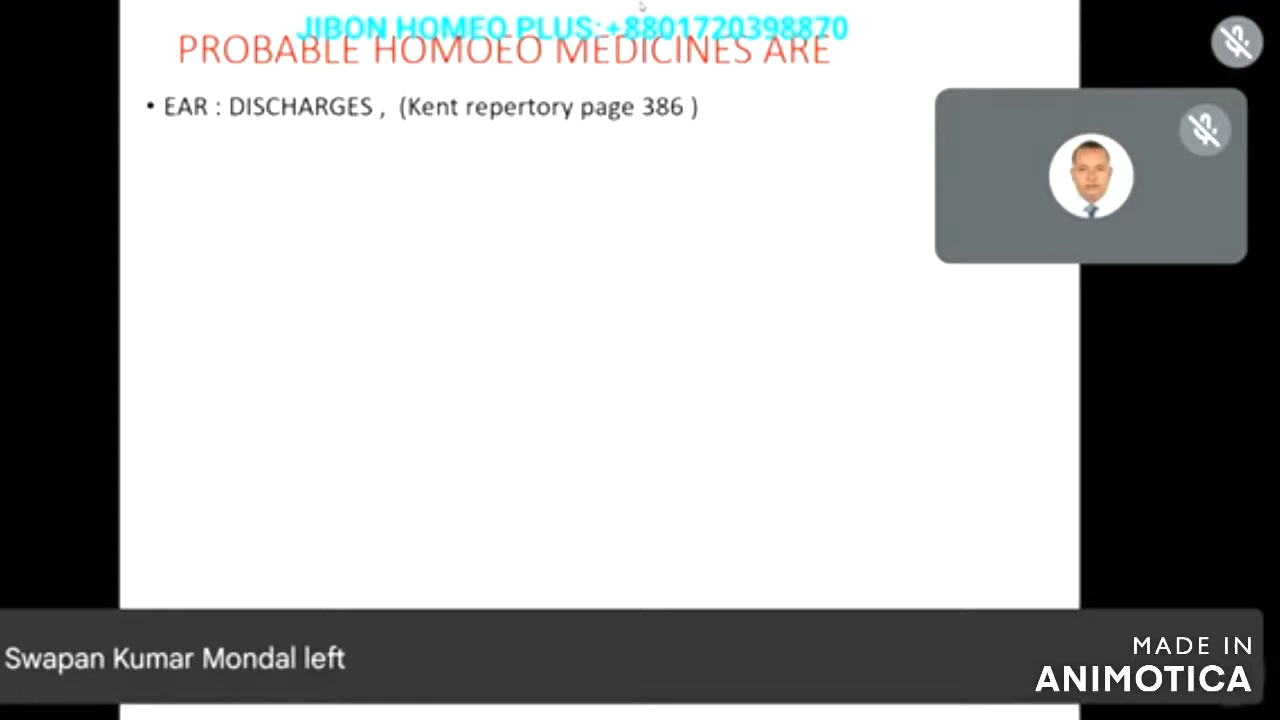 JIBON HOMEO PLUS:+8801720398870
PROBABLE HOMOEO MEDICINES ARE
• EAR : DISCHARGES , (Kent repertory page 386 )
Swapan Kumar Mondal left
MADE IN
ANIMOTICA